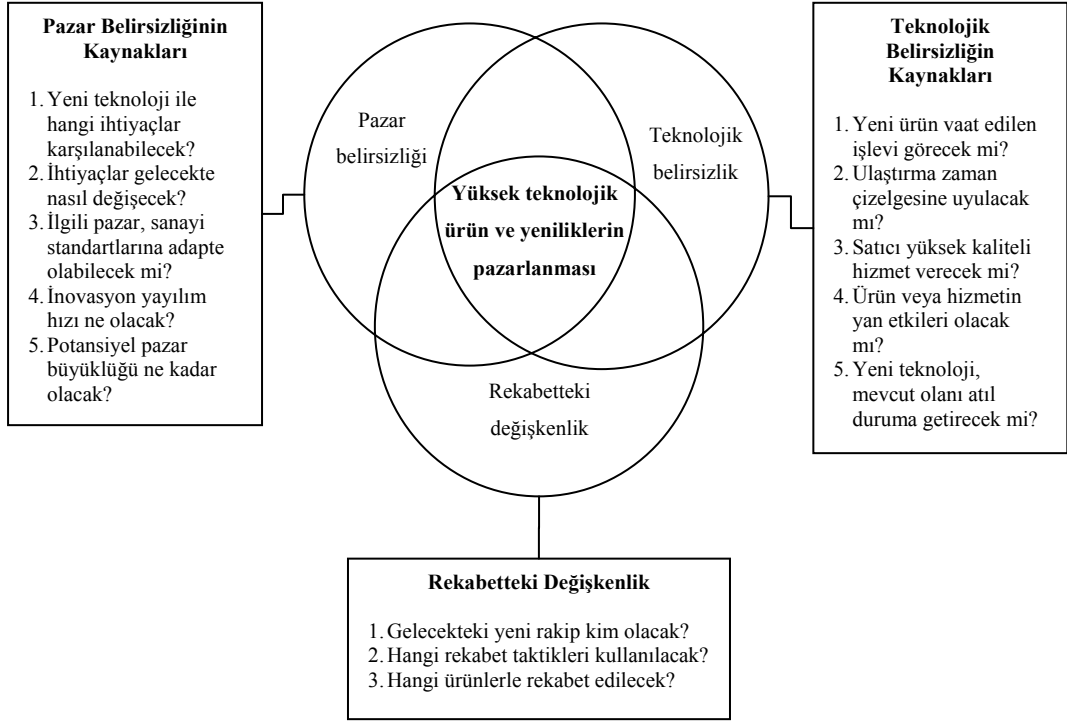 Pazar Belirsizliğinin
Kaynakları
1. Yeni teknoloji ile
hangi ihtiyaçlar
karşılanabilecek?
2. İhtiyaçlar gelecekte
nasıl değişecek?
3. İlgili pazar, sanayi
standartlarına adapte
olabilecek mi?
4. İnovasyon yayılım
hızı ne olacak?
5. Potansiyel pazar
büyüklüğü ne kadar
olacak?
Pazar
belirsizliği
Teknolojik
belirsizlik
Yüksek teknolojik
ürün ve yeniliklerin
pazarlanması
Rekabetteki
değişkenlik
Teknolojik
Belirsizliğin
Kaynakları
1. Yeni ürün vaat edilen
işlevi görecek mi?
2. Ulaştırma zaman
çizelgesine uyulacak
mı?
3. Satıcı yüksek kaliteli
hizmet verecek mi?
4. Ürün veya hizmetin
yan etkileri olacak
mı?
5. Yeni teknoloji,
mevcut olanı atıl
duruma getirecek mi?
Rekabetteki Değişkenlik
1. Gelecekteki yeni rakip kim olacak?
2. Hangi rekabet taktikleri kullanılacak?
3. Hangi ürünlerle rekabet edilecek?